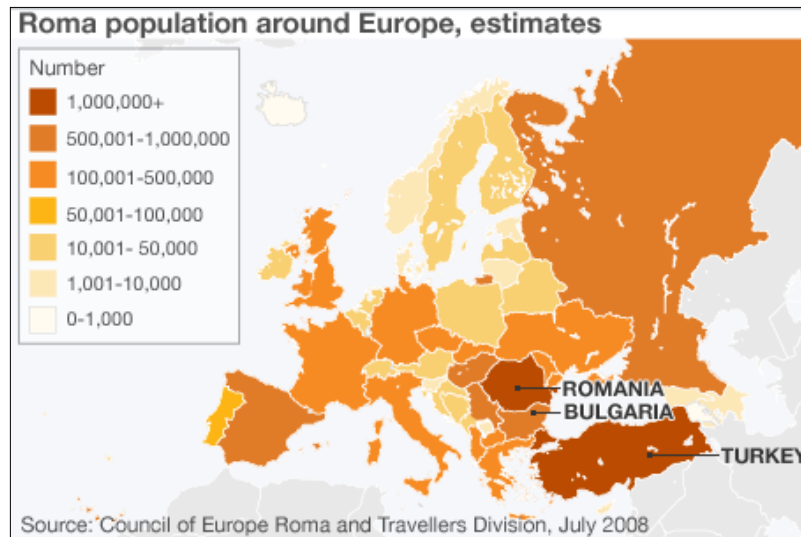 Roma population around Europe, estimates
Number
1,000,000+
500,001-1,000,000
100,001-500,000
50,001-100,000
10,001- 50,000
1,001-10,000
0-1,000
ROMANIA
BULGARIA
TURKEY
Source: Council of Europe Roma and Travellers Division, July 2008